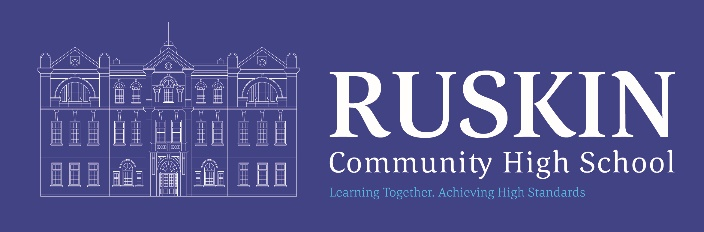 RUSKIN
Community High School
Learning Together. Achieving High Standards